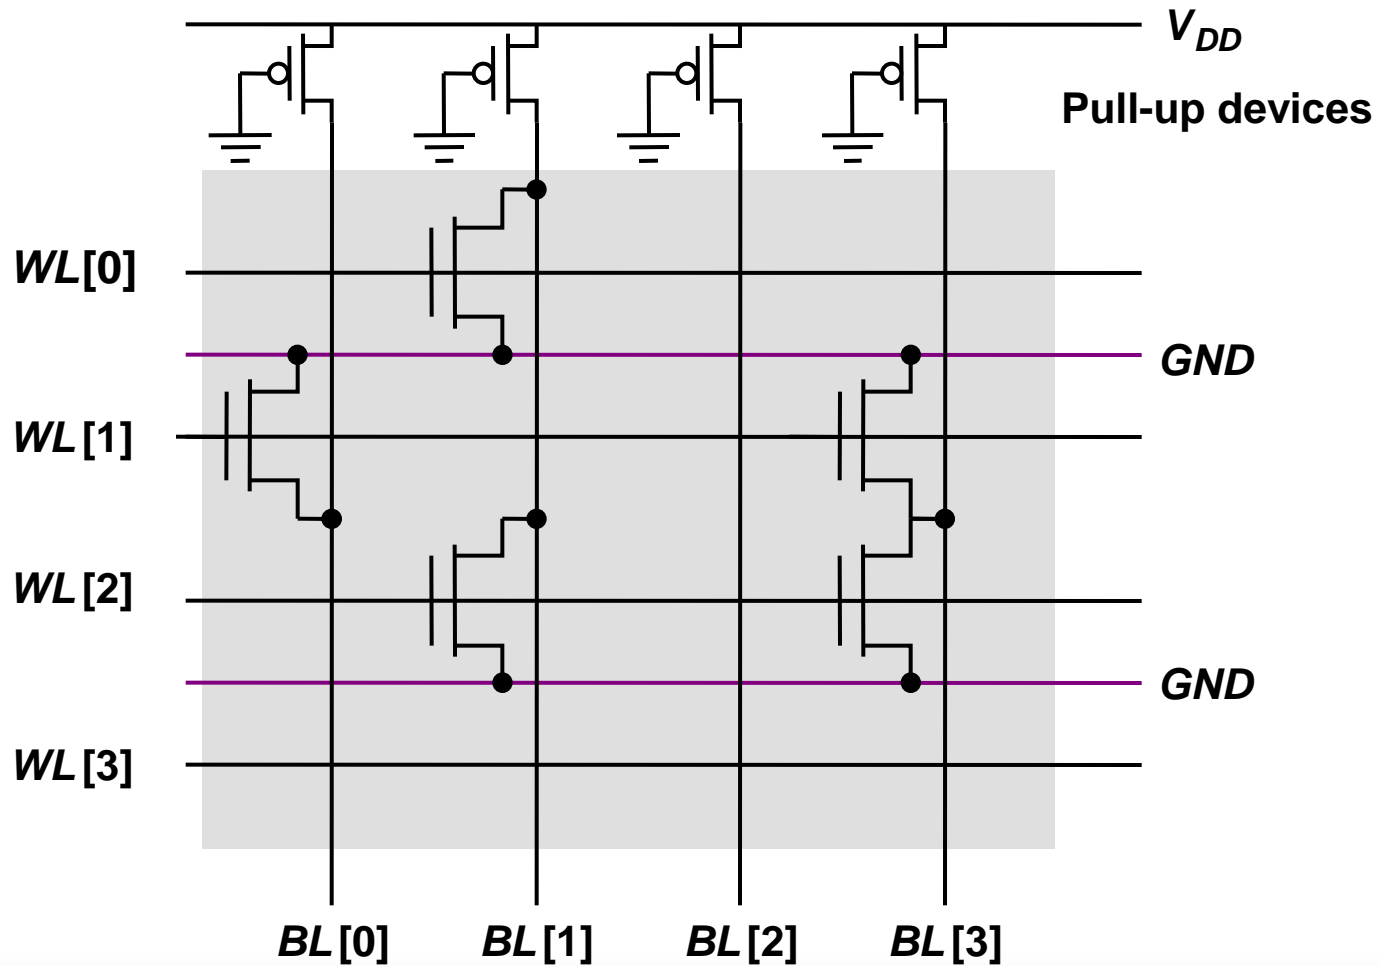 V DD
Pull-up devices
WL[0]
GND
WL[1]
WL[2]
GND
WL[3]
BL[0] BL[1] BL[2] BL[3]